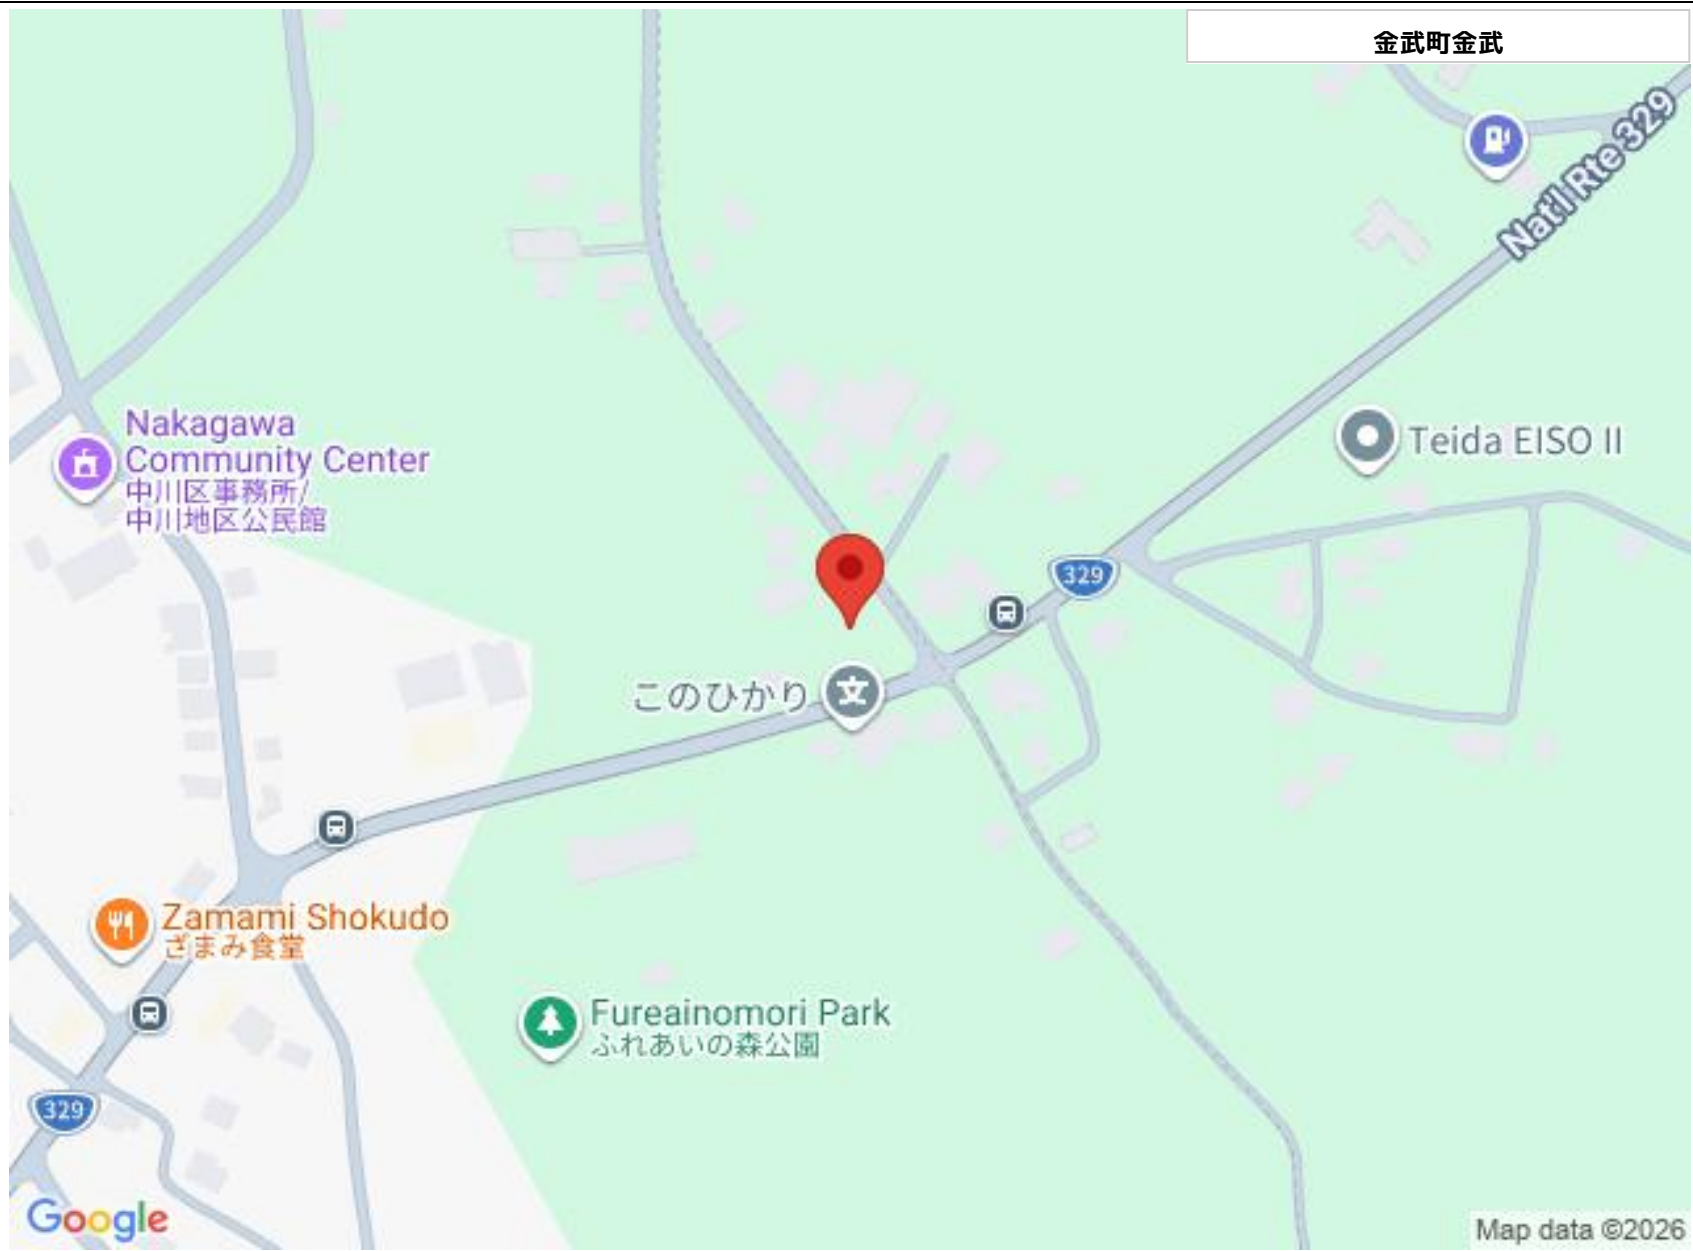 金武町金武
Nat'l Rte 329
Nakagawa
Community Center
中川区事務所/
中川地区公民館
Teida EISO II
329
このひかり
Zamami Shokudo
ざまみ食堂
Fureainomori Park
ふれあいの森公園
329
Google
Map data ©2026